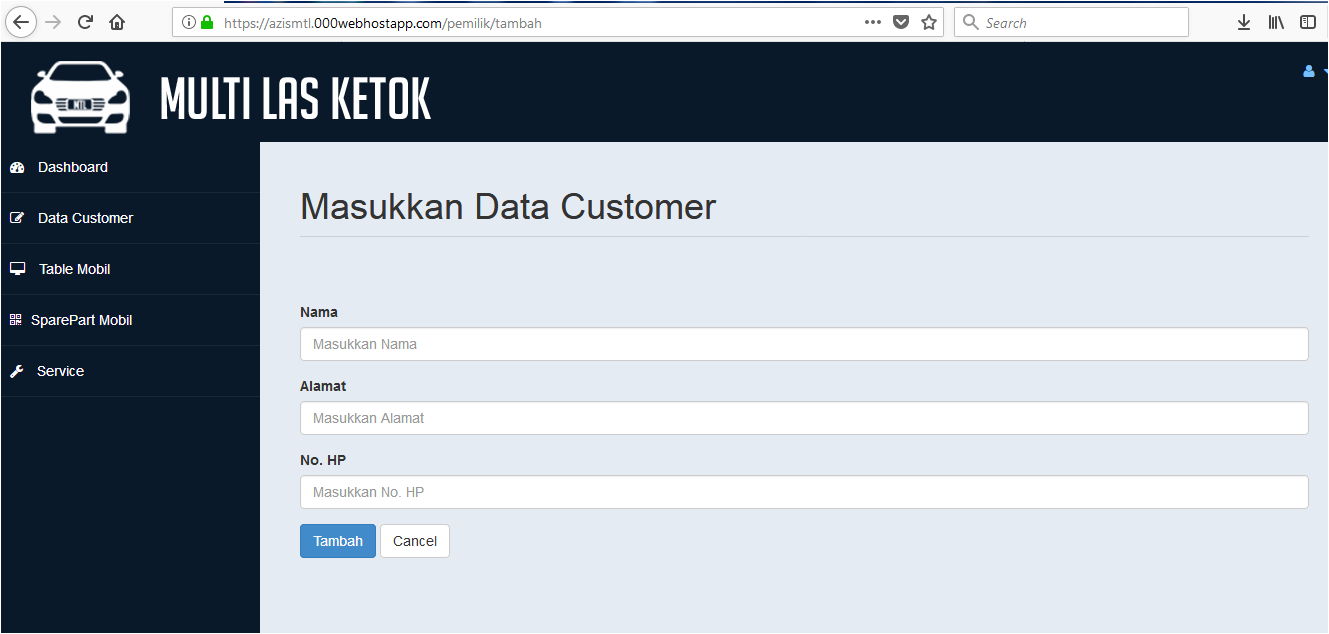 https://azismtl.000webhostapp.com/pemilik/tambah
Search
MTL
MULTI LAS KETOK
Dashboard
Data Customer
Table Mobil
SparePart Mobil
Service
Masukkan Data Customer
Nama
Masukkan Nama
Alamat
Masukkan Alamat
No. HP
Masukkan No. HP
Tambah Cancel